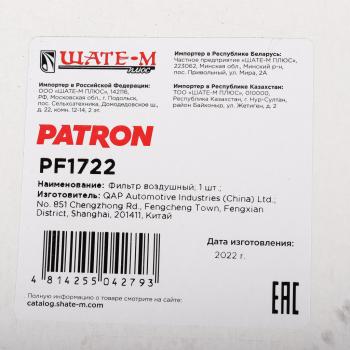 ШАТЕ-М
ПЛЮС
Импортер в Российской Федерации:
ООО «ШАТЕ-М ПЛЮС», 142116,
РФ, Московская обл., г. Подольск,
пос. Сельхозтехника, Домодедовское ш.,
д. 22, комн. 12-14, 2 эт.
Импортер в Республике Беларусь:
Частное предприятие «ШАТЕ-М ПЛЮС»,
223062, Минская обл., Минский р-н,
пос. Привольный, ул. Мира, 2А
Импортер в Республике Казахстан:
ТОО «ШАТЕ-М ПЛЮС», 010000,
Республика Казахстан, г. Нур-Султан,
район Байконыр, ул. Жетиген, д. 2
PATRON
PF1722
Наименование: Фильтр воздушный, 1 шт.;
Изготовитель: QAP Automotive Industries (China) Ltd.;
No. 851 Chengzhong Rd., Fengcheng Town, Fengxian
District, Shanghai, 201411, Китай
Дата изготовления:
2022 г.
4 814255 042793
Полную информацию о товаре смотрите на
catalog.shate-m.com
EAC